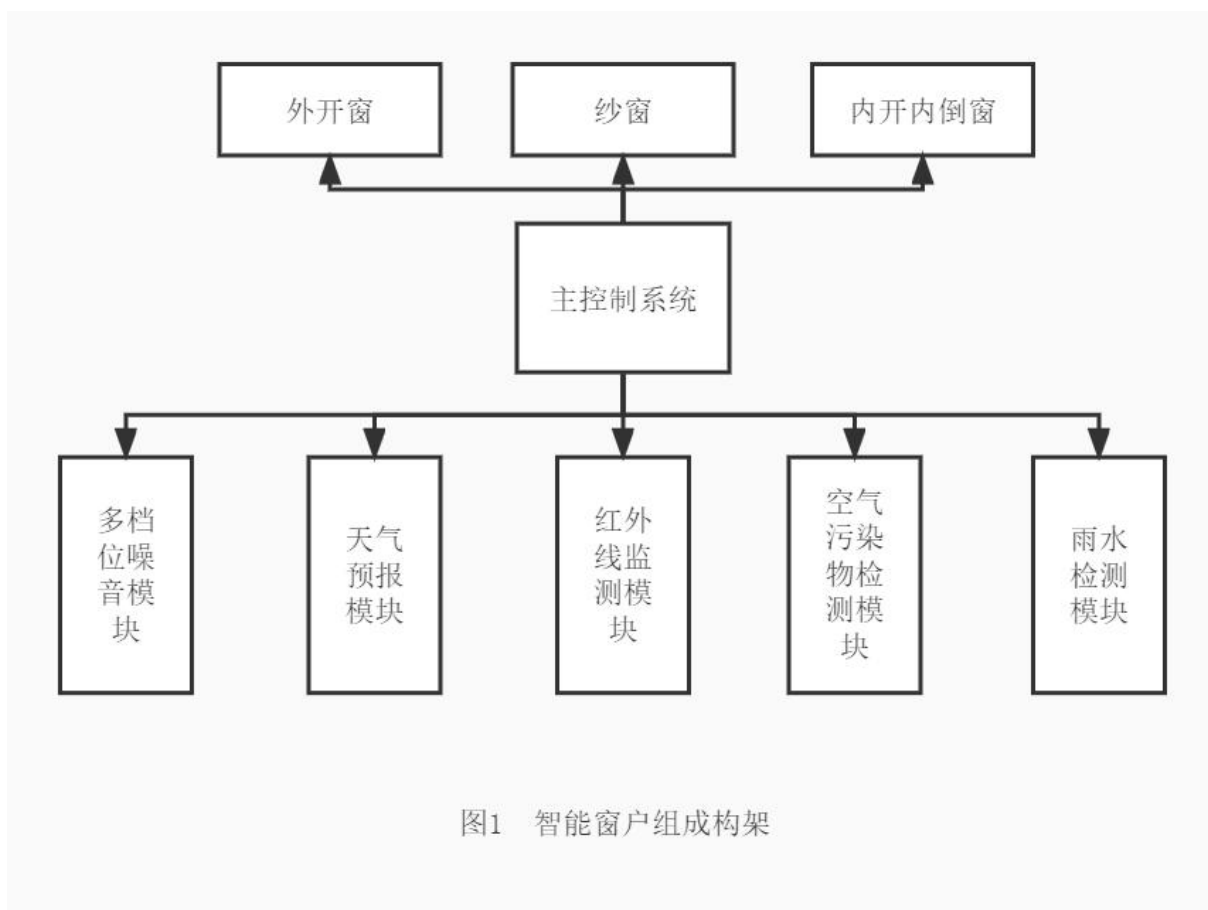 外开窗
纱窗
内开内倒窗
主控制系统
多档
位噪
音模
块
天气
预报
模块
红外
线监
测模
块
空气
污染
物检
测模
块
雨水
检测
模块
图1 智能窗户组成构架